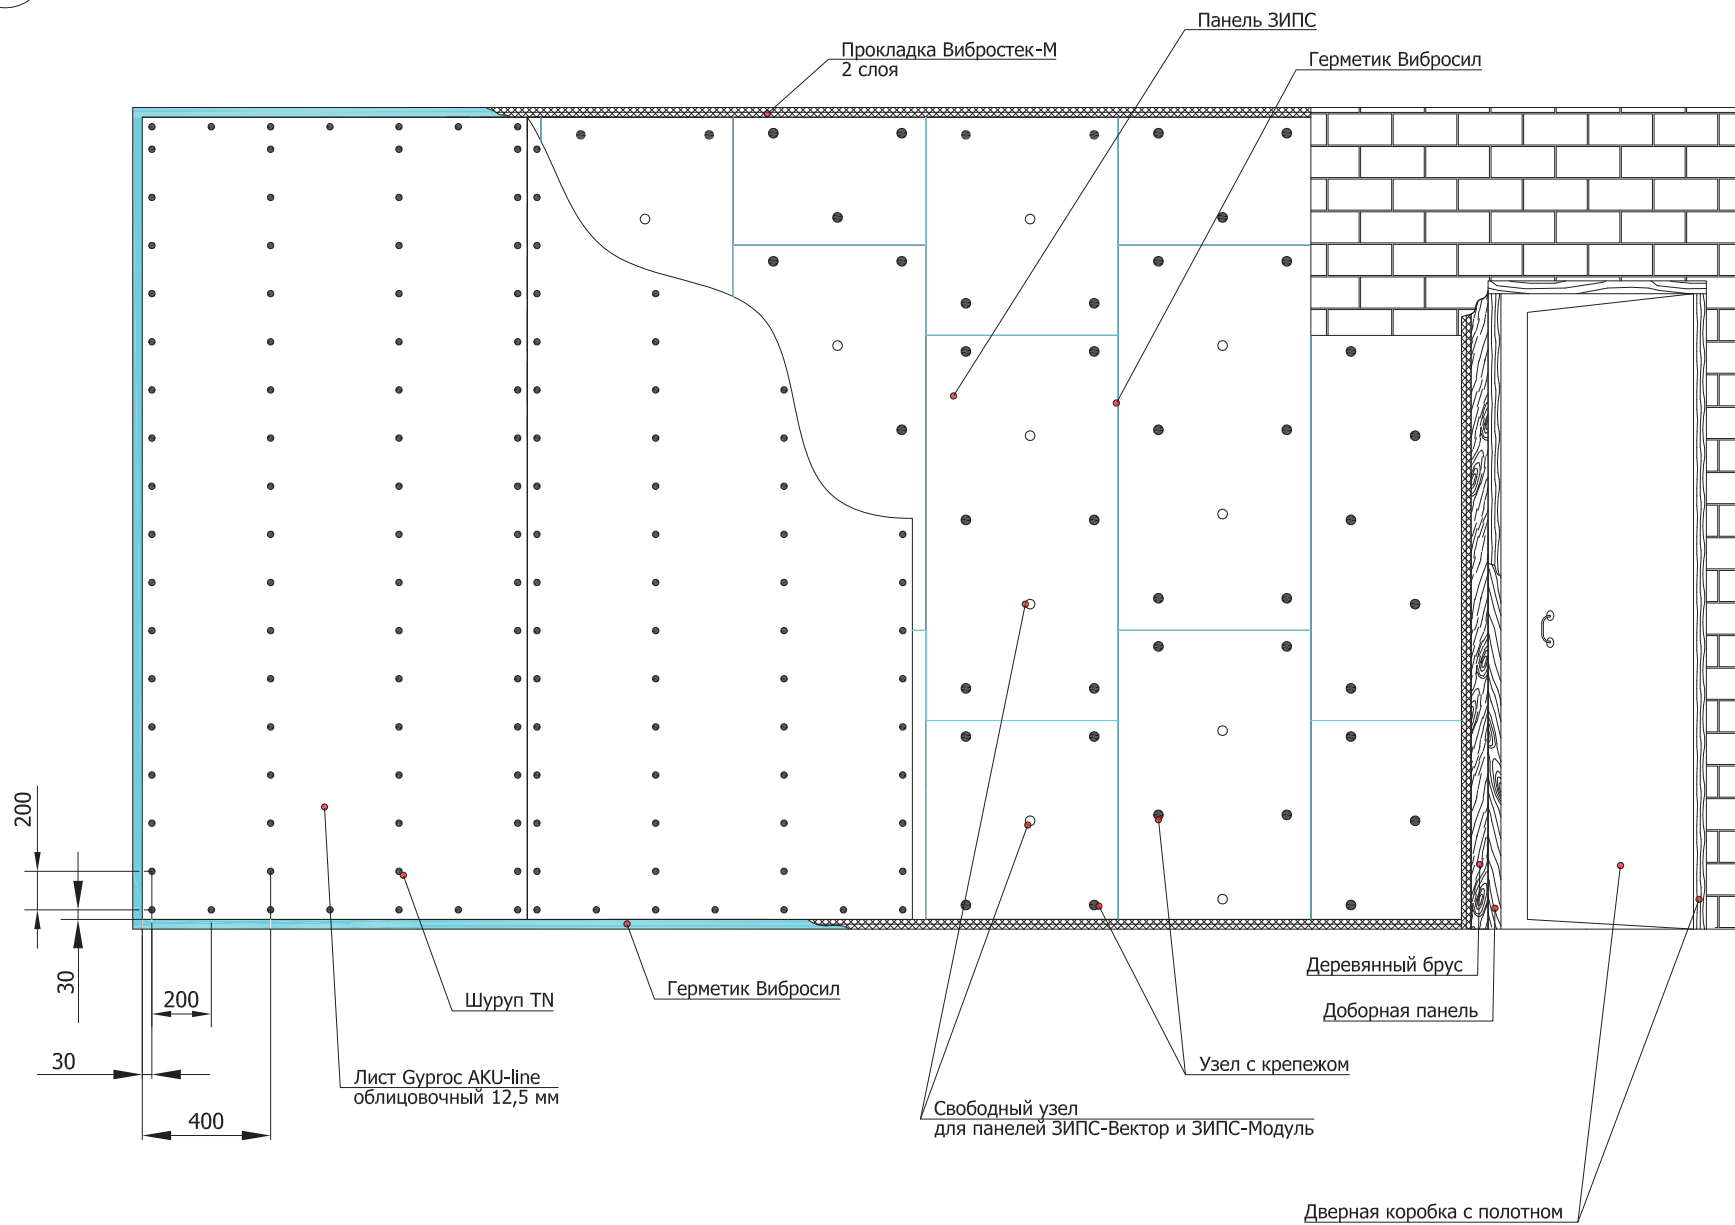 Панель ЗИПС
Прокладка Вибростек-М
2 слоя
Герметик Вибросил
200
30
200
30
400
Шуруп TN
Герметик Вибросил
Лист Gyproc AKU-line
облицовочный 12,5 мм
Деревянный брус
Доборная панель
Узел с крепежом
Свободный узел
для панелей ЗИПС-Вектор и ЗИПС-Модуль
Дверная коробка с полотном